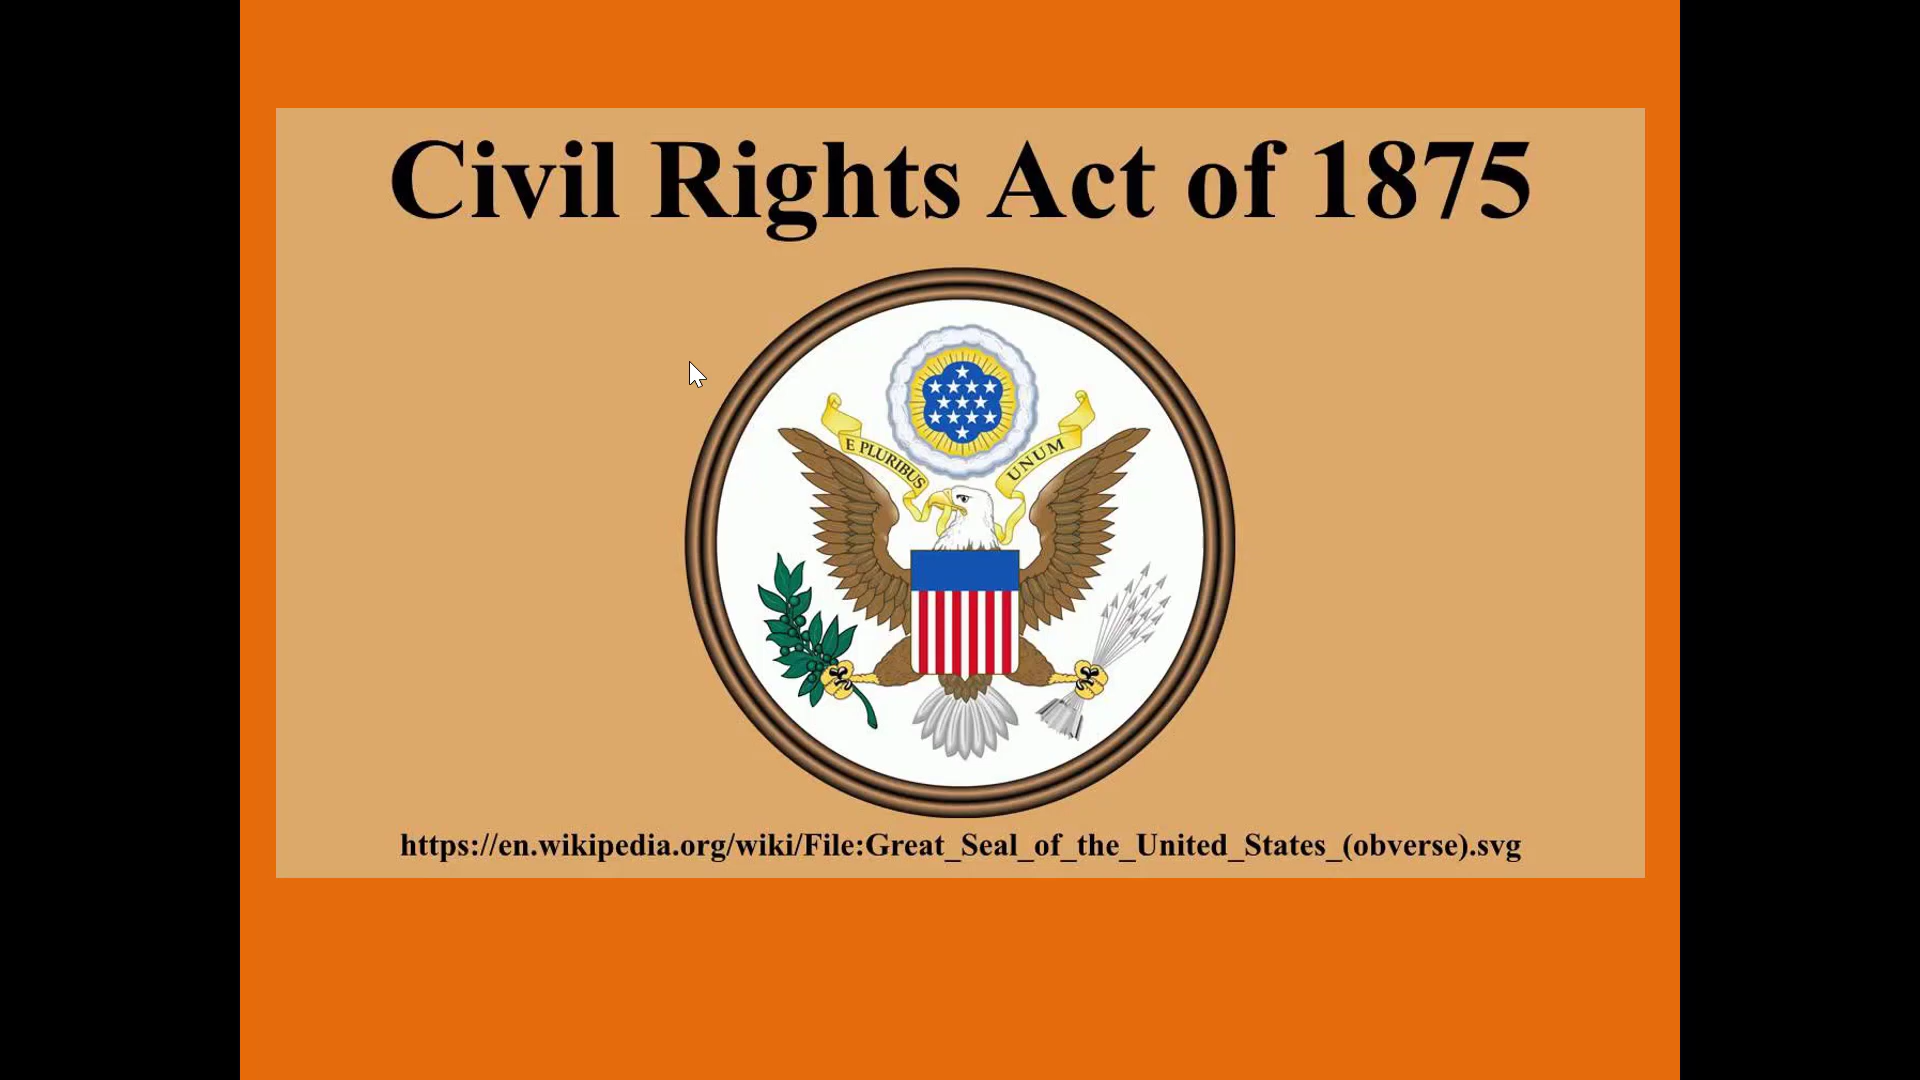 Civil Rights Act of 1875
E PLURIBUS UNUM
https://en.wikipedia.org/wiki/File:Great_Seal_of_the_United_States_(obverse).svg